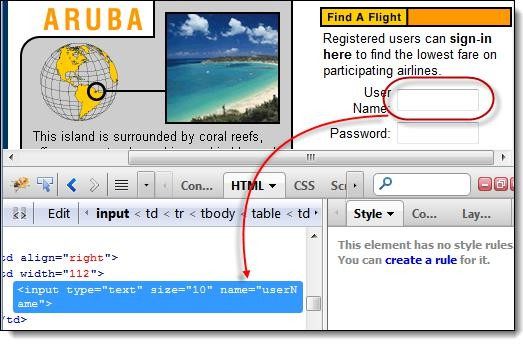 ARUBA
This island is surrounded by coral reefs,
Find A Flight
Registered users can sign-in
here to find the lowest fare on
participating airlines.
User
Name:
Password:
Con... HTML CSS
Edit input < td < tr < tbody < table < td
td align="right">
td width="112">
<input type="text" size="10" name="userN
ame">
/td>
Style Co... Lay...
This element has no style rules.
You can create a rule for it.